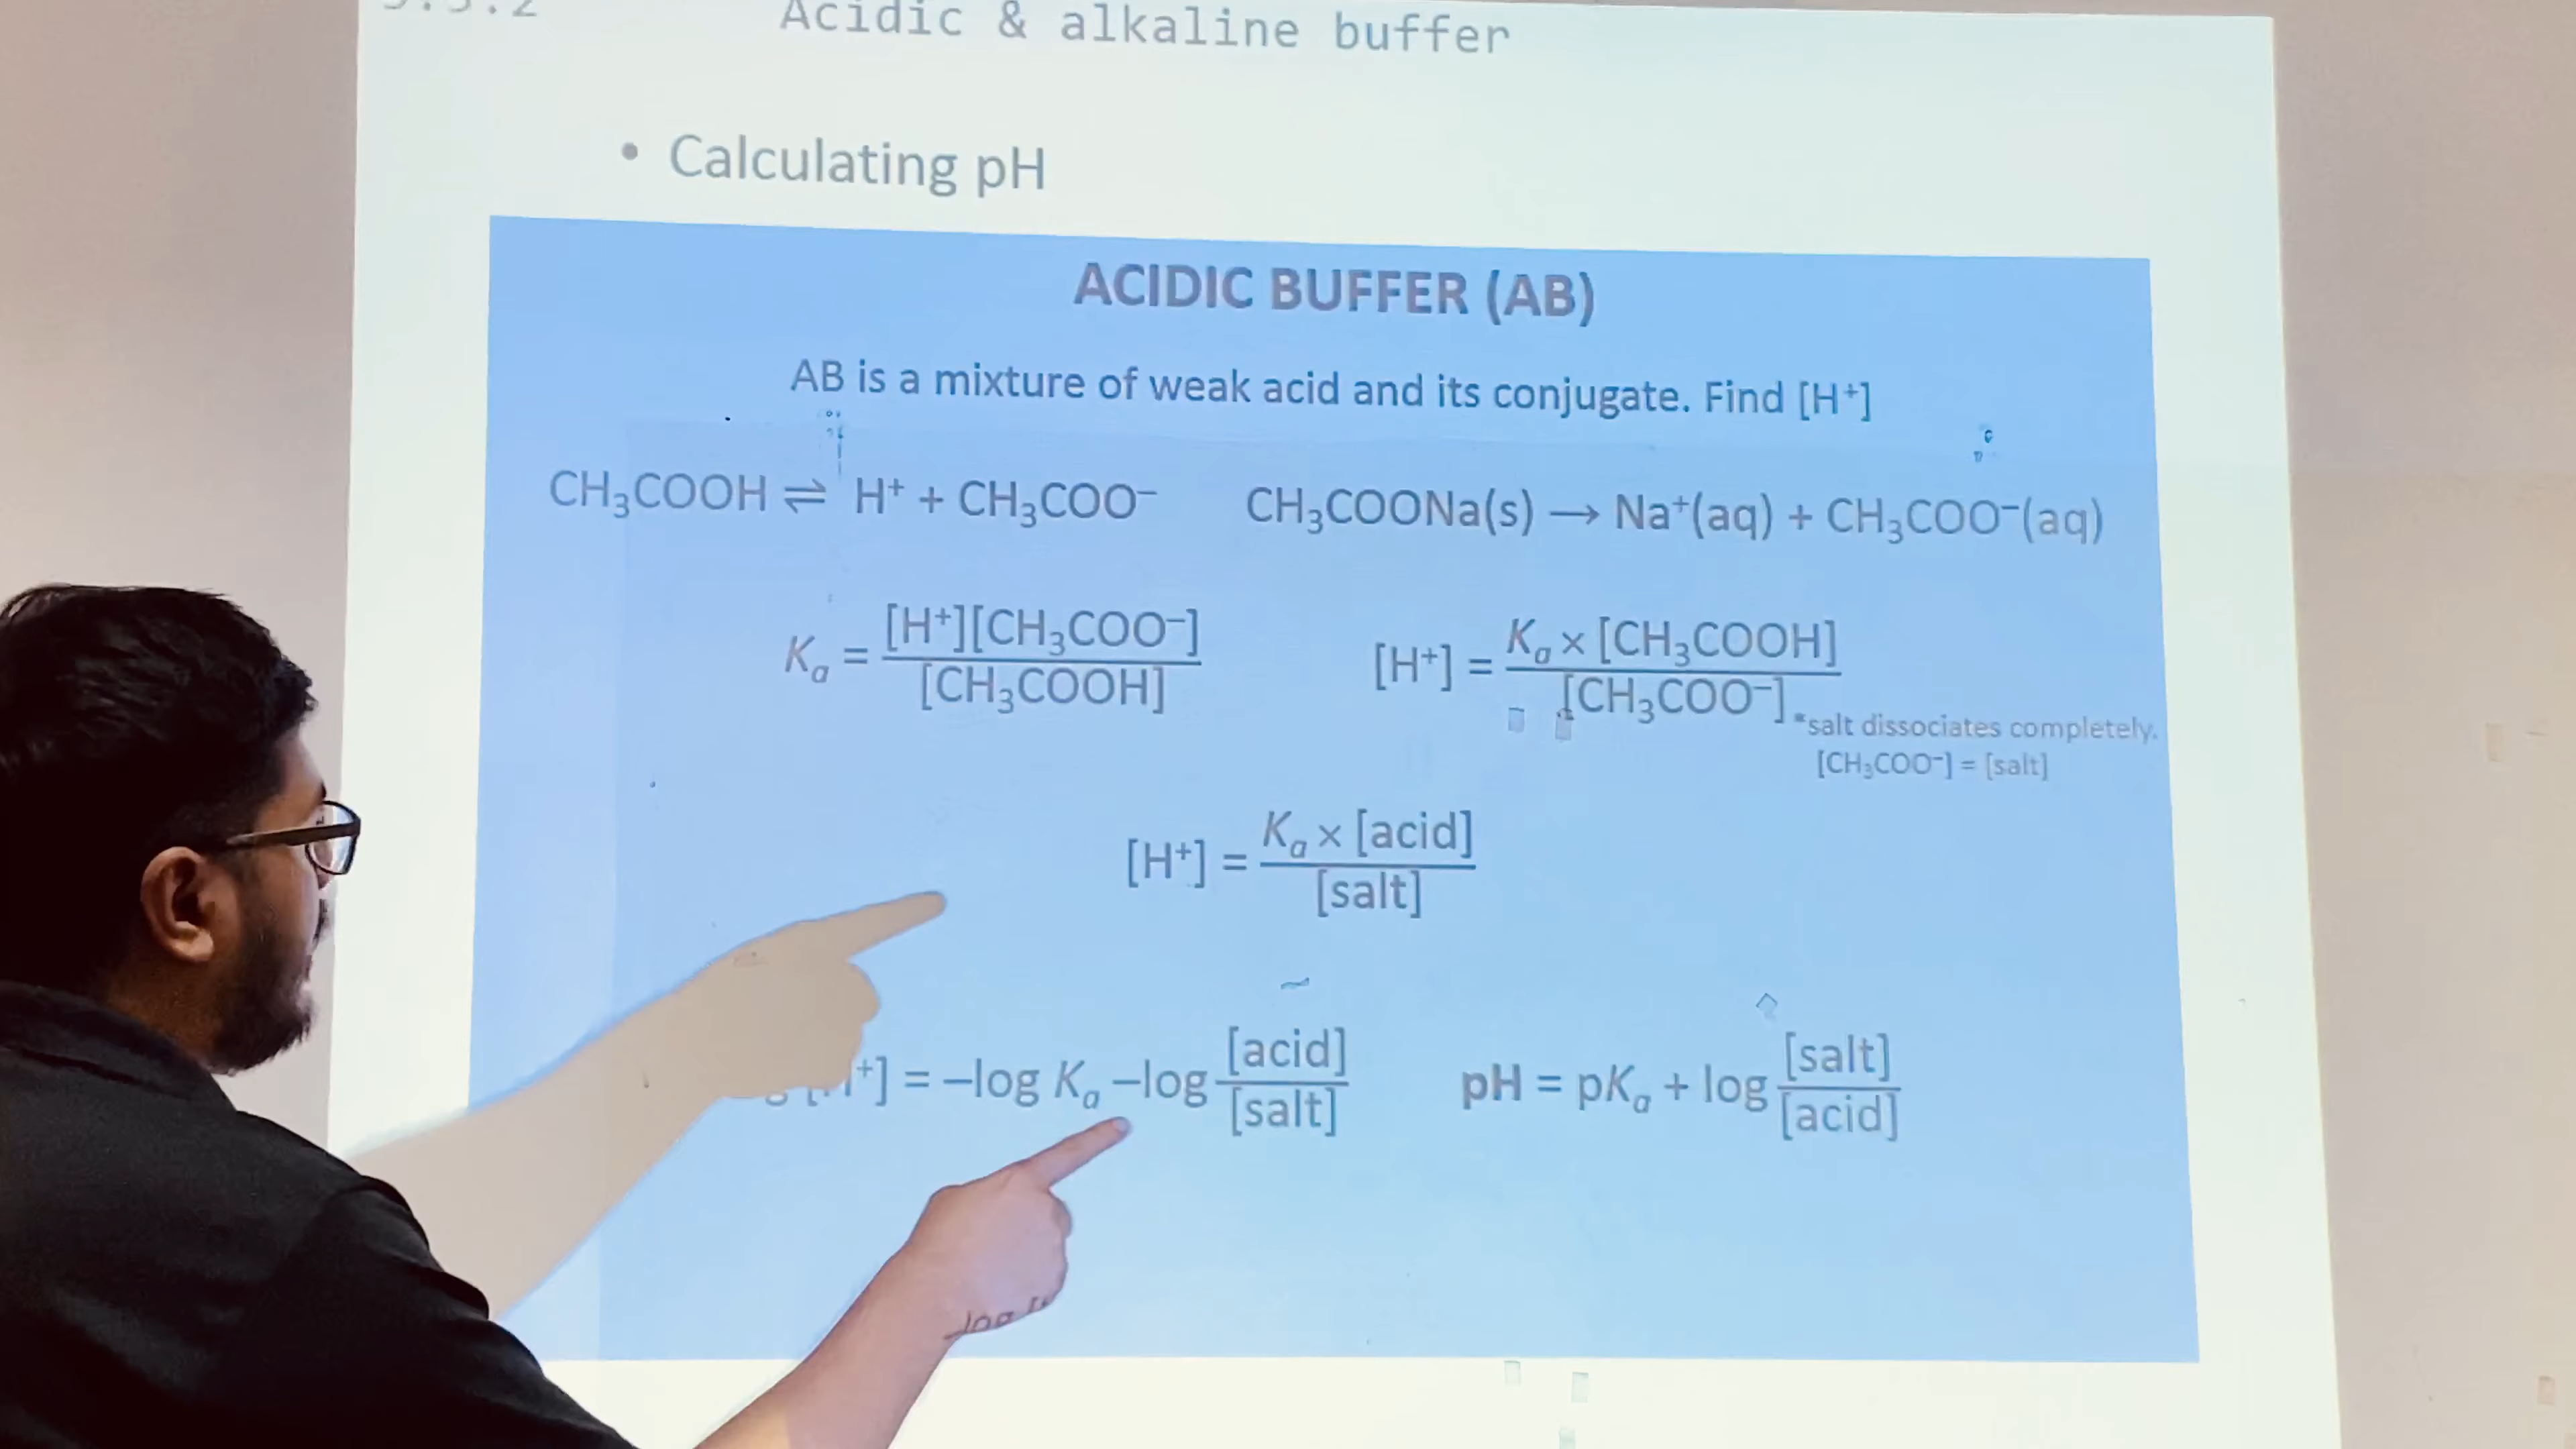 Acidic & alkaline buffer
• Calculating pH
ACIDIC BUFFER (AB)
AB is a mixture of weak acid and its conjugate. Find [H⁺]
CH₃COOH ⇌ H⁺ + CH₃COO⁻ CH₃COONa(s) → Na⁺(aq) + CH₃COO⁻(aq)
Kₐ = [H⁺][CH₃COO⁻] / [CH₃COOH] [H⁺] = Kₐ × [CH₃COOH] / [CH₃COO⁻]
*salt dissociates completely.
[CH₃COO⁻] = [salt]
[H⁺] = Kₐ × [acid] / [salt]
⁺] = –log Kₐ –log [acid] / [salt] pH = pKₐ + log [salt] / [acid]